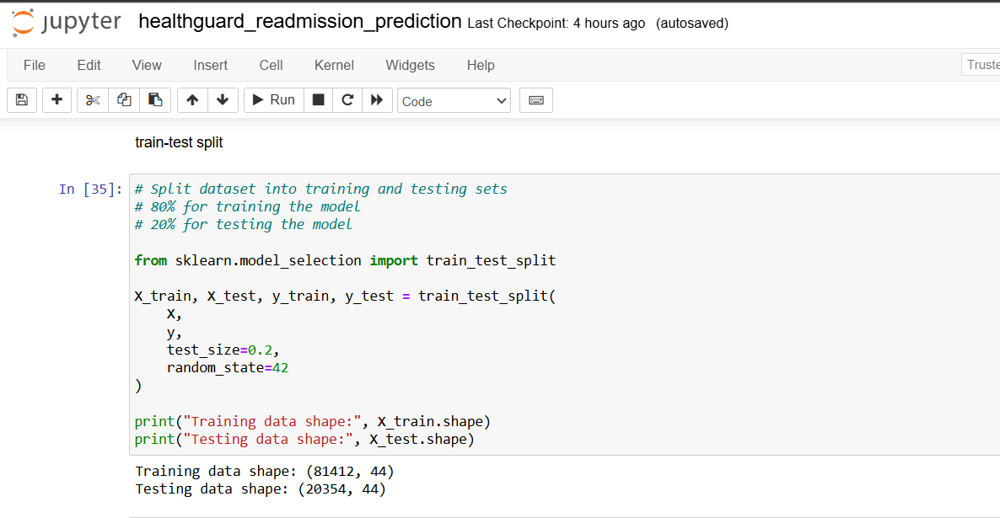 jupyter healthguard_readmission_prediction Last Checkpoint: 4 hours ago (autosaved)
File Edit View Insert Cell Kernel Widgets Help Truste
Run Code
train-test split
In [35]: # Split dataset into training and testing sets
# 80% for training the model
# 20% for testing the model
from sklearn.model_selection import train_test_split
X_train, X_test, y_train, y_test = train_test_split(
    X,
    y,
    test_size=0.2,
    random_state=42
)
print("Training data shape:", X_train.shape)
print("Testing data shape:", X_test.shape)
Training data shape: (81412, 44)
Testing data shape: (20354, 44)